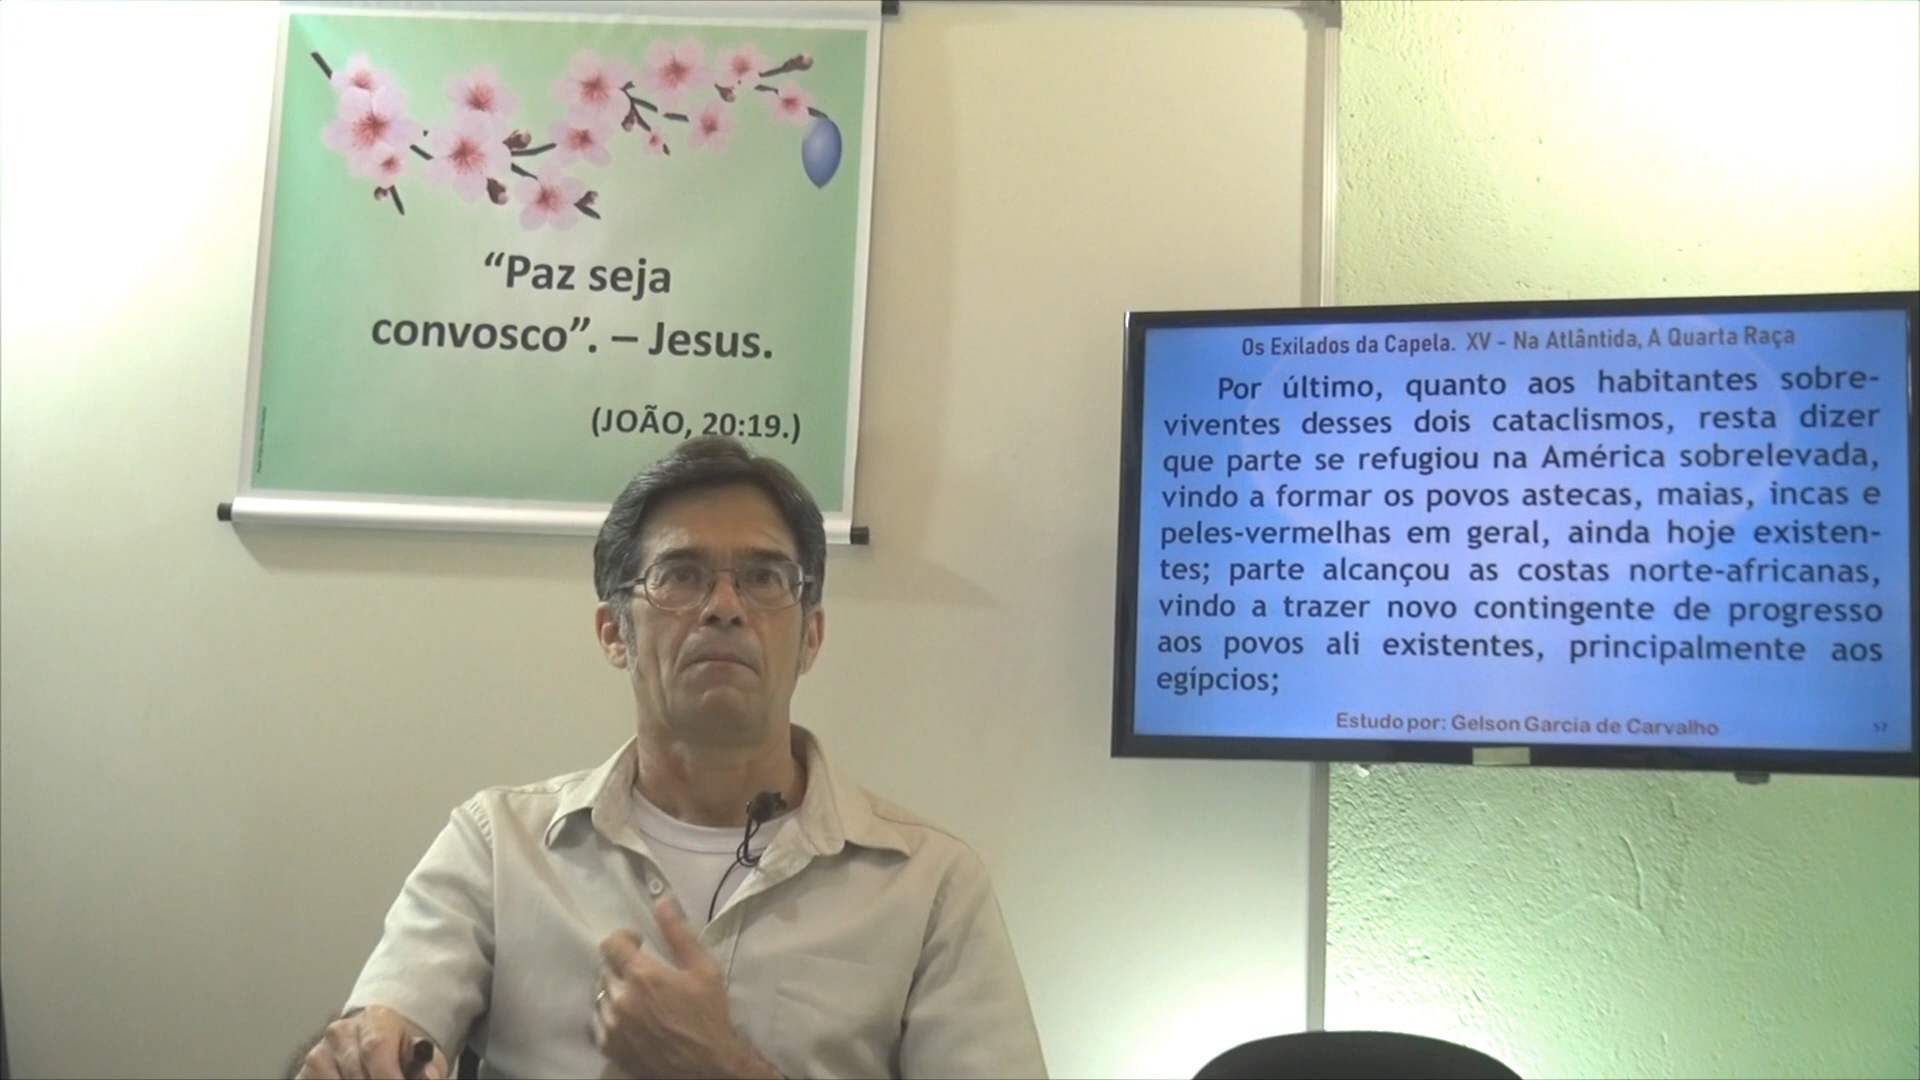 “Paz seja
convosco”. – Jesus.
(JOÃO, 20:19.)
Os Exilados da Capela. XV - Na Atlântida, A Quarta Raça
Por último, quanto aos habitantes sobre-
viventes desses dois cataclismos, resta dizer
que parte se refugiou na América sobrelevada,
vindo a formar os povos astecas, maias, incas e
peles-vermelhas em geral, ainda hoje existen-
tes; parte alcançou as costas norte-africanas,
vindo a trazer novo contingente de progresso
aos povos ali existentes, principalmente aos
egípcios;
Estudo por: Gelson Garcia de Carvalho
57